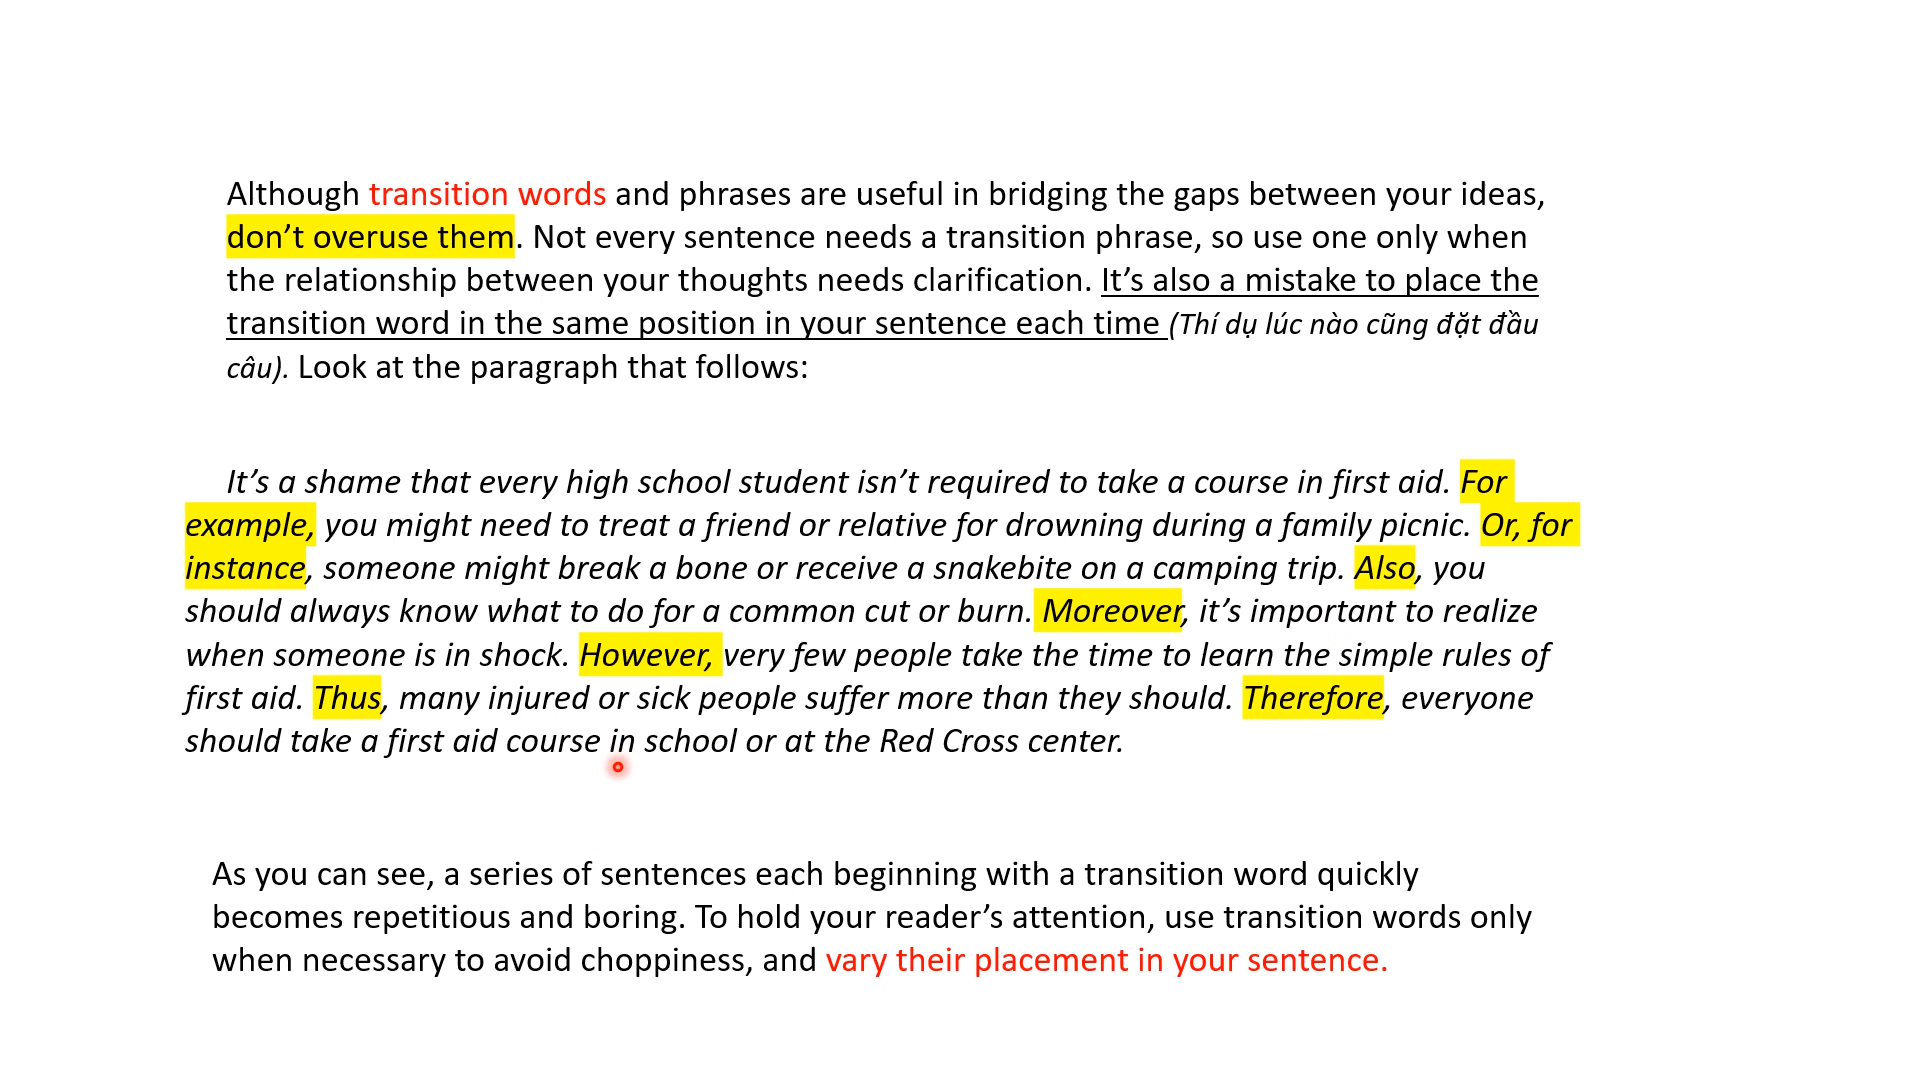 Although transition words and phrases are useful in bridging the gaps between your ideas,
don’t overuse them. Not every sentence needs a transition phrase, so use one only when
the relationship between your thoughts needs clarification. It’s also a mistake to place the
transition word in the same position in your sentence each time (Thí dụ lúc nào cũng đặt đầu
câu). Look at the paragraph that follows:
It’s a shame that every high school student isn’t required to take a course in first aid. For
example, you might need to treat a friend or relative for drowning during a family picnic. Or, for
instance, someone might break a bone or receive a snakebite on a camping trip. Also, you
should always know what to do for a common cut or burn. Moreover, it’s important to realize
when someone is in shock. However, very few people take the time to learn the simple rules of
first aid. Thus, many injured or sick people suffer more than they should. Therefore, everyone
should take a first aid course in school or at the Red Cross center.
As you can see, a series of sentences each beginning with a transition word quickly
becomes repetitious and boring. To hold your reader’s attention, use transition words only
when necessary to avoid choppiness, and vary their placement in your sentence.